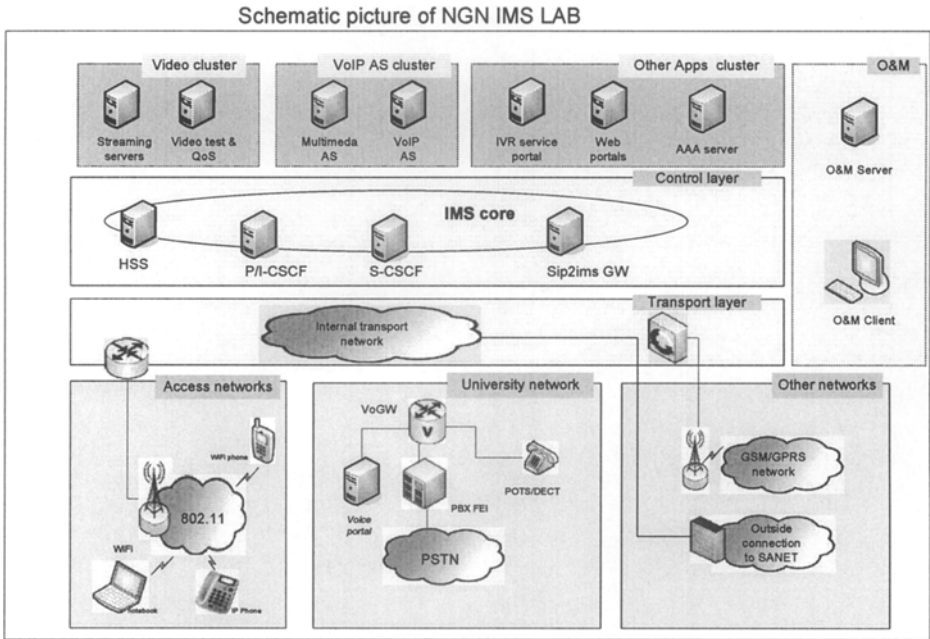 Schematic picture of NGN IMS LAB
Video cluster
VoIP AS cluster
Other Apps cluster
O&M
Streaming
servers
Video test &
QoS
Multimeda
AS
VoIP
AS
IVR service
portal
Web
portals
AAA server
O&M Server
Control layer
IMS core
HSS
P/I-CSCF
S-CSCF
Sip2ims GW
O&M Client
Transport layer
Internal transport
network
Access networks
University network
Other networks
WiFi phone
802.11
WiFi
notebook
IP Phone
VoGW
V
Voice
portal
PBX FEI
POTS/DECT
PSTN
GSM/GPRS
network
Outside
connection
to SANET